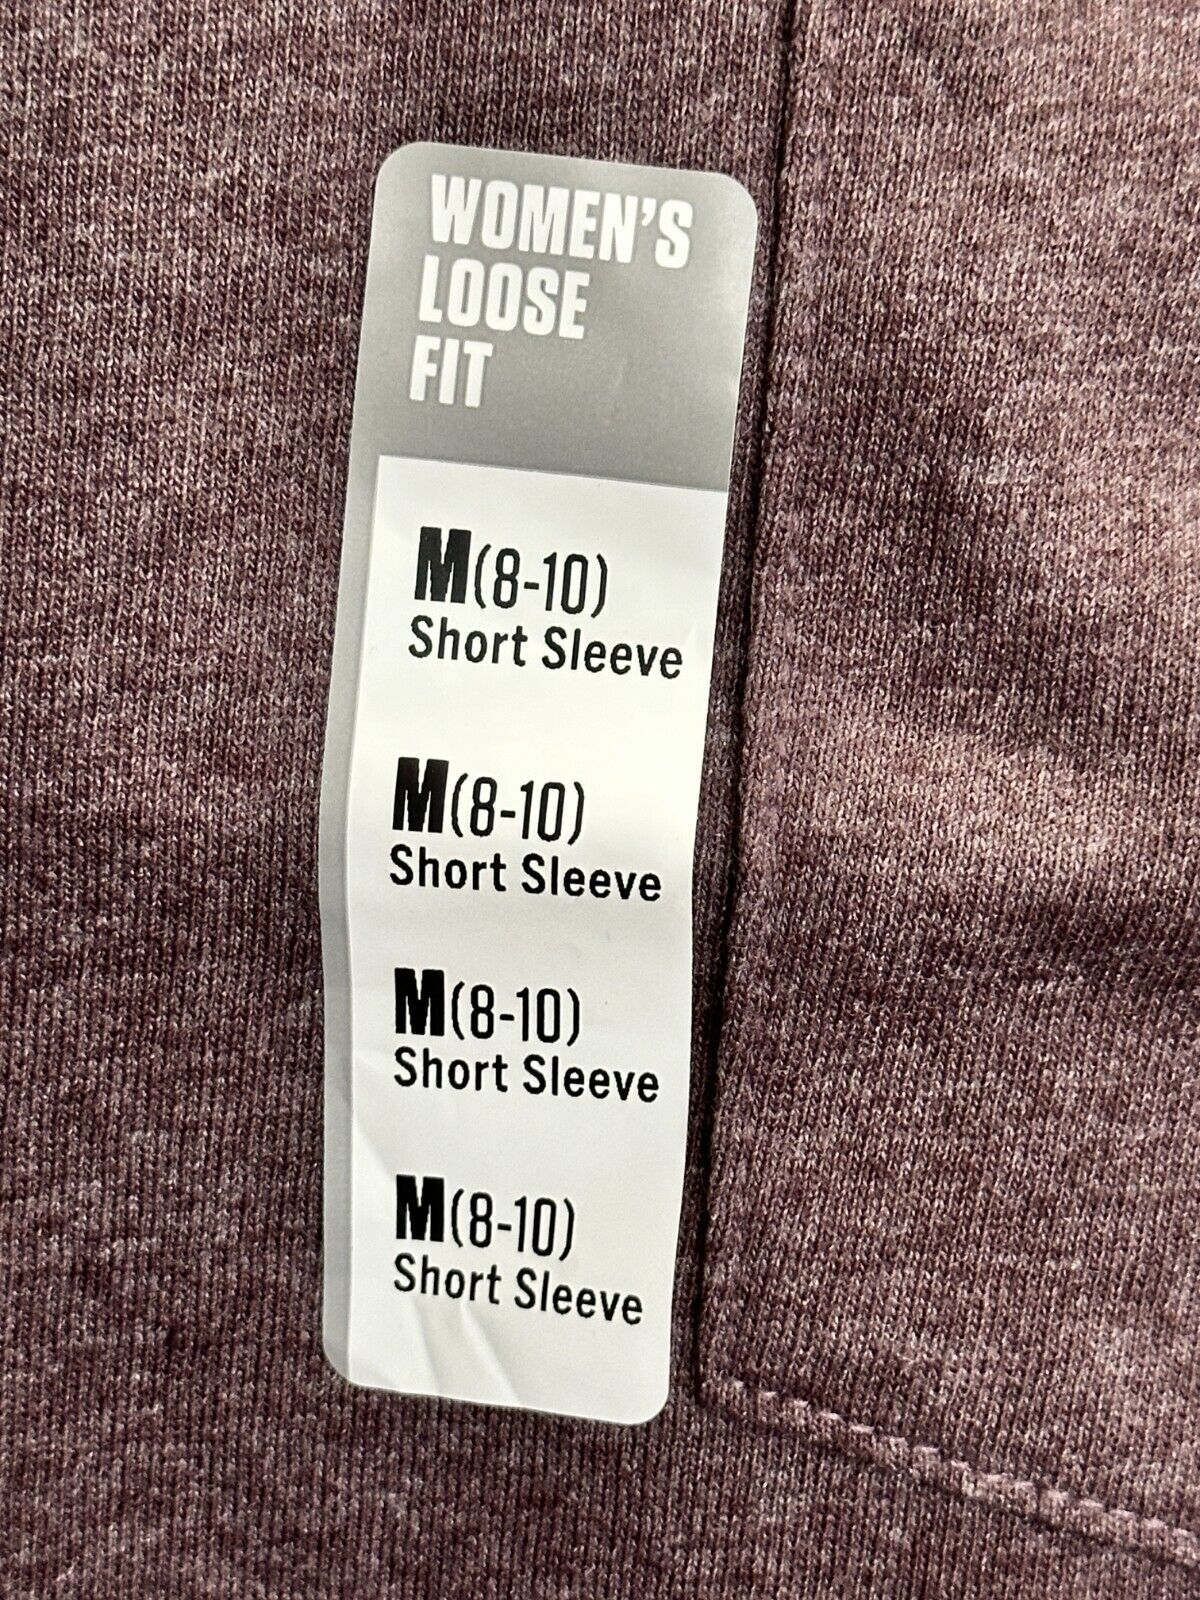 WOMEN'S
LOOSE
FIT
M(8-10)
Short Sleeve
M(8-10)
Short Sleeve
M(8-10)
Short Sleeve
M(8-10)
Short Sleeve